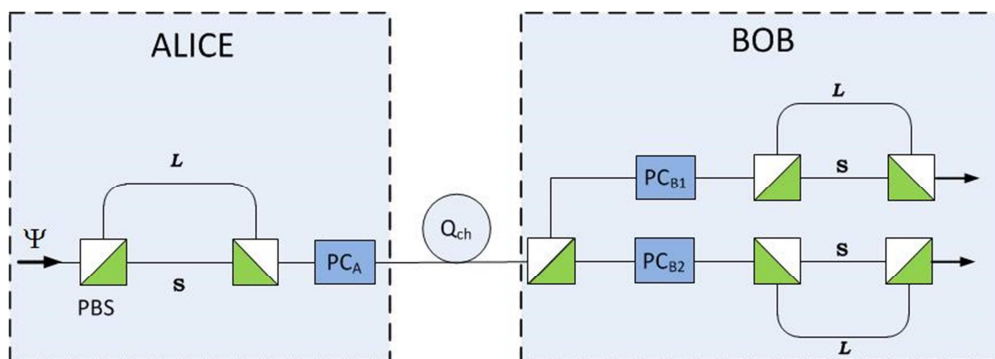 ALICE
BOB
L
L
S
PC_B1
Ψ
Q_ch
PC_A
PC_B2
S
S
PBS
L